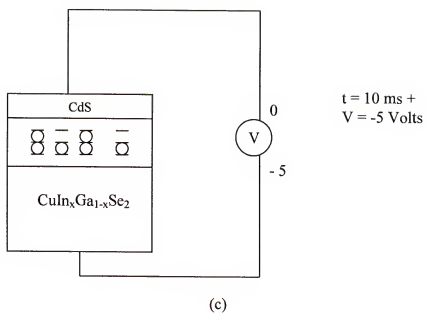 CdS
0
t = 10 ms +
V = -5 Volts
V
- 5
CuInₓGa₁₋ₓSe₂
(c)